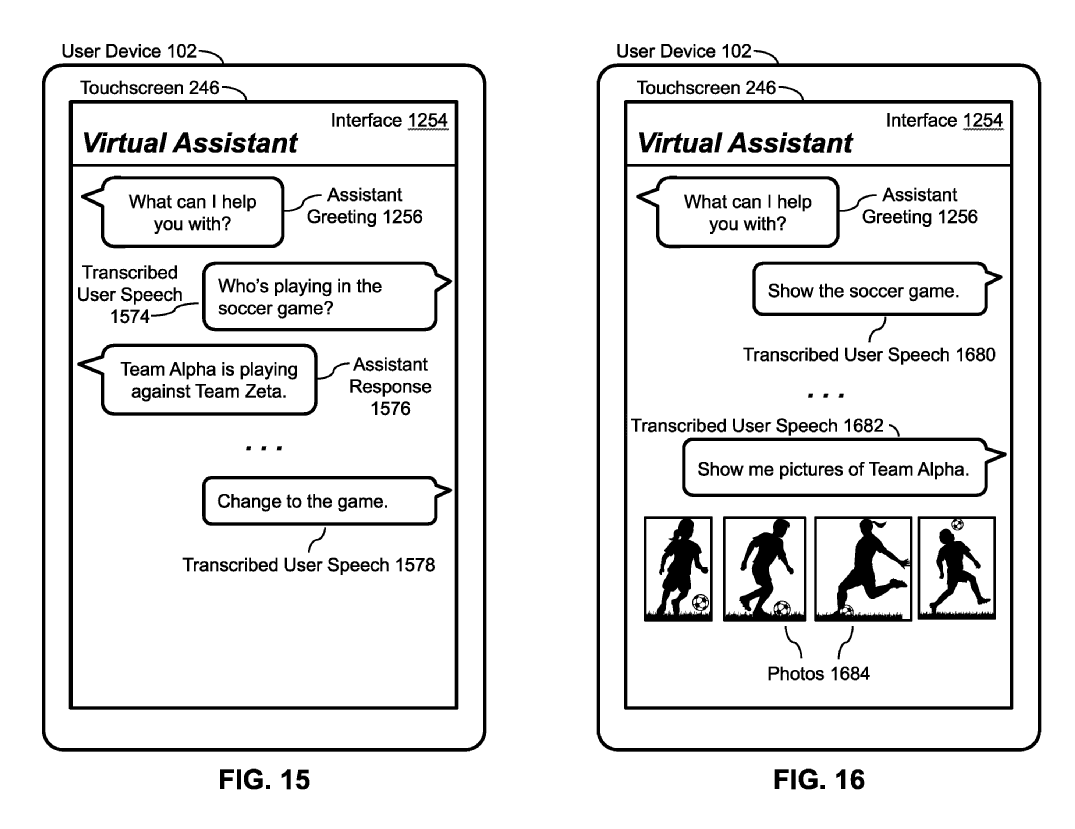 User Device 102
Touchscreen 246
Interface 1254
Virtual Assistant
What can I help
you with?
Assistant
Greeting 1256
Transcribed
User Speech
1574
Who's playing in the
soccer game?
Team Alpha is playing
against Team Zeta.
Assistant
Response
1576
...
Change to the game.
Transcribed User Speech 1578
FIG. 15
User Device 102
Touchscreen 246
Interface 1254
Virtual Assistant
What can I help
you with?
Assistant
Greeting 1256
Show the soccer game.
Transcribed User Speech 1680
...
Transcribed User Speech 1682
Show me pictures of Team Alpha.
Photos 1684
FIG. 16